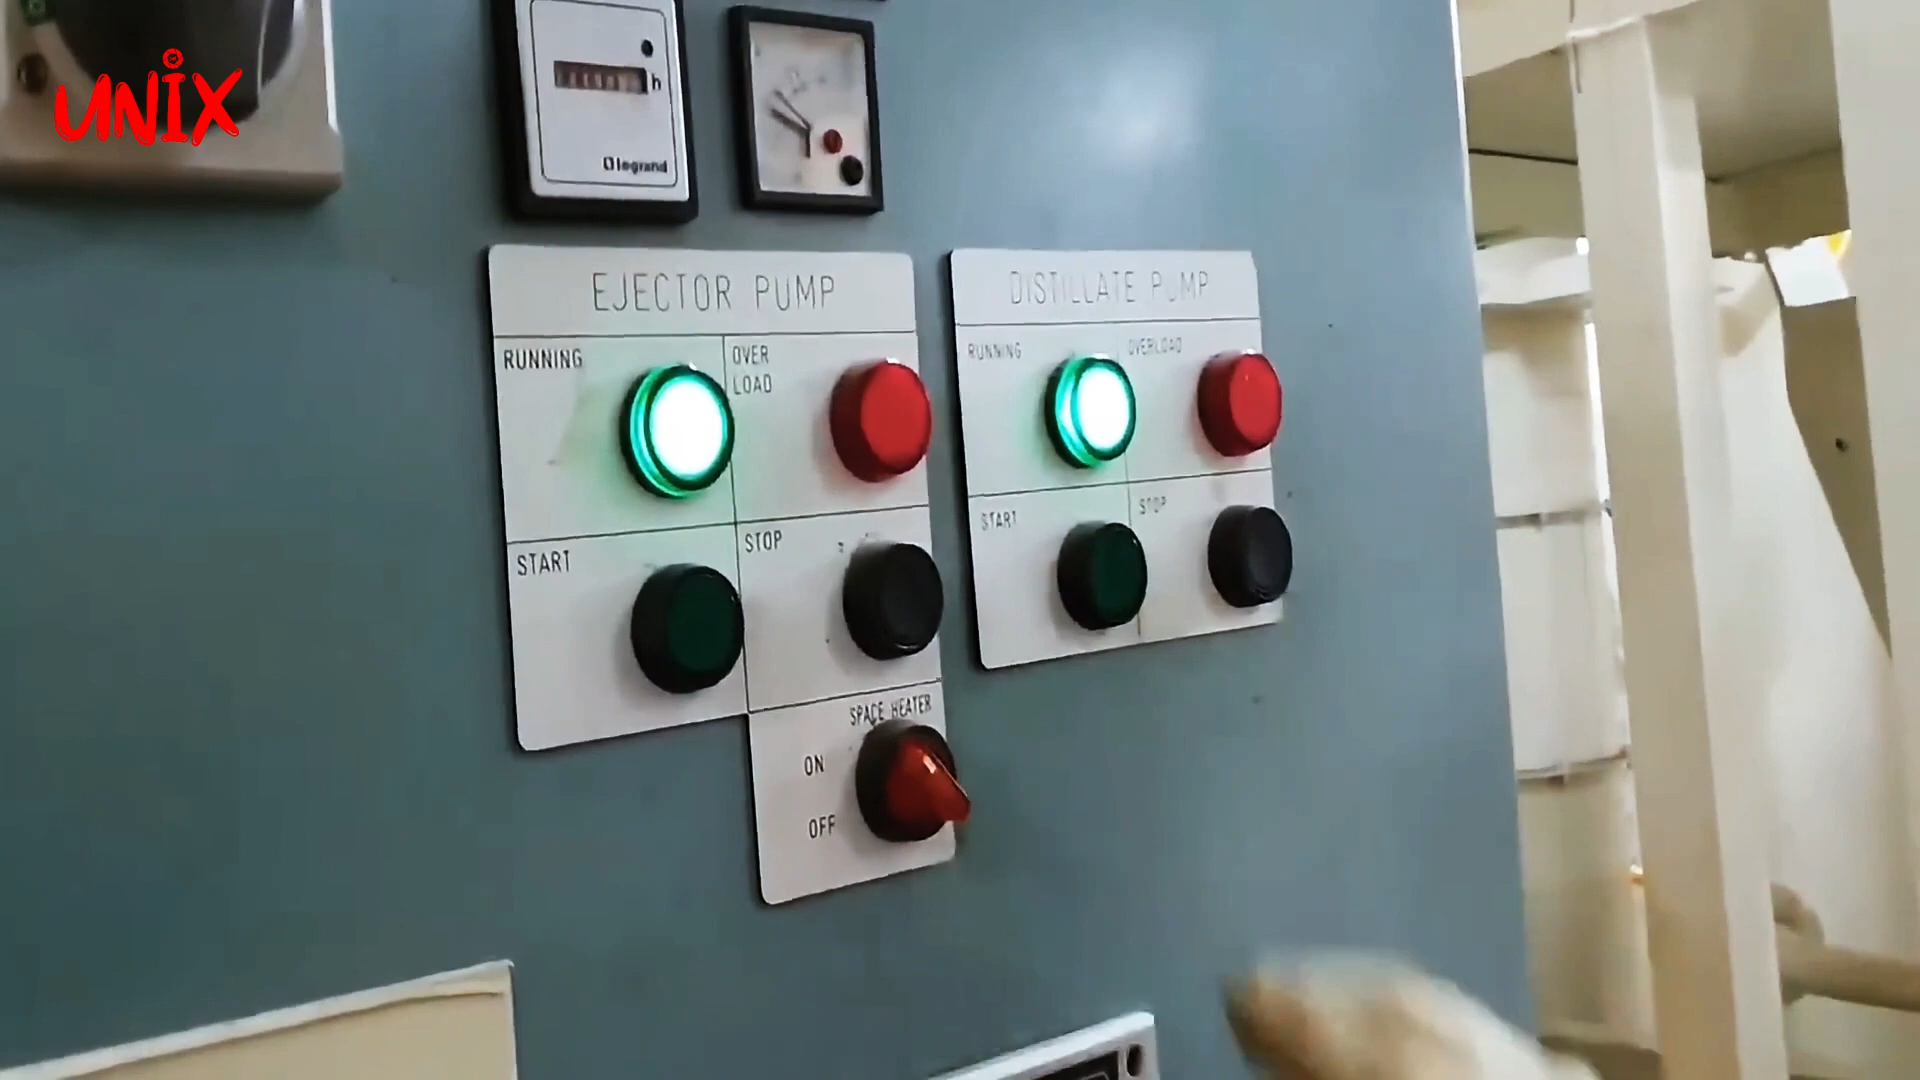 UNIX
h
legrand
EJECTOR PUMP
RUNNING
OVER
LOAD
START
STOP
SPACE HEATER
ON
OFF
DISTILLATE PUMP
RUNNING
OVERLOAD
START
STOP